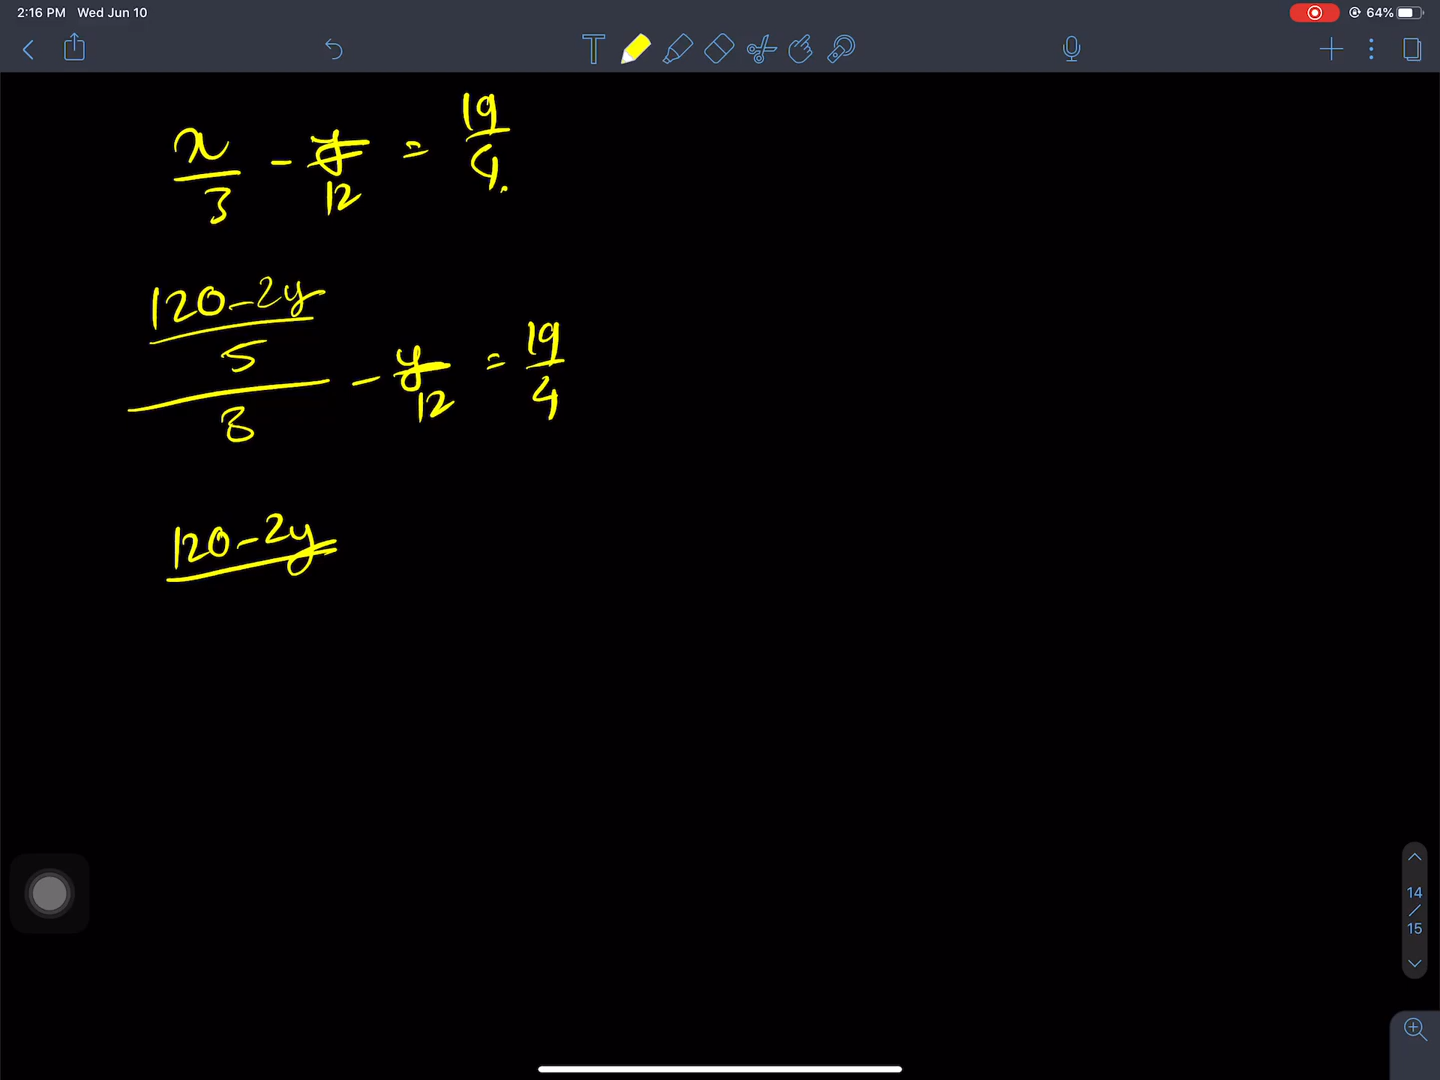 2:16 PM Wed Jun 10
64%
T
x/3 - y/12 = 19/4.
((120-2y)/5)/3 - y/12 = 19/4
120-2y
14
/
15